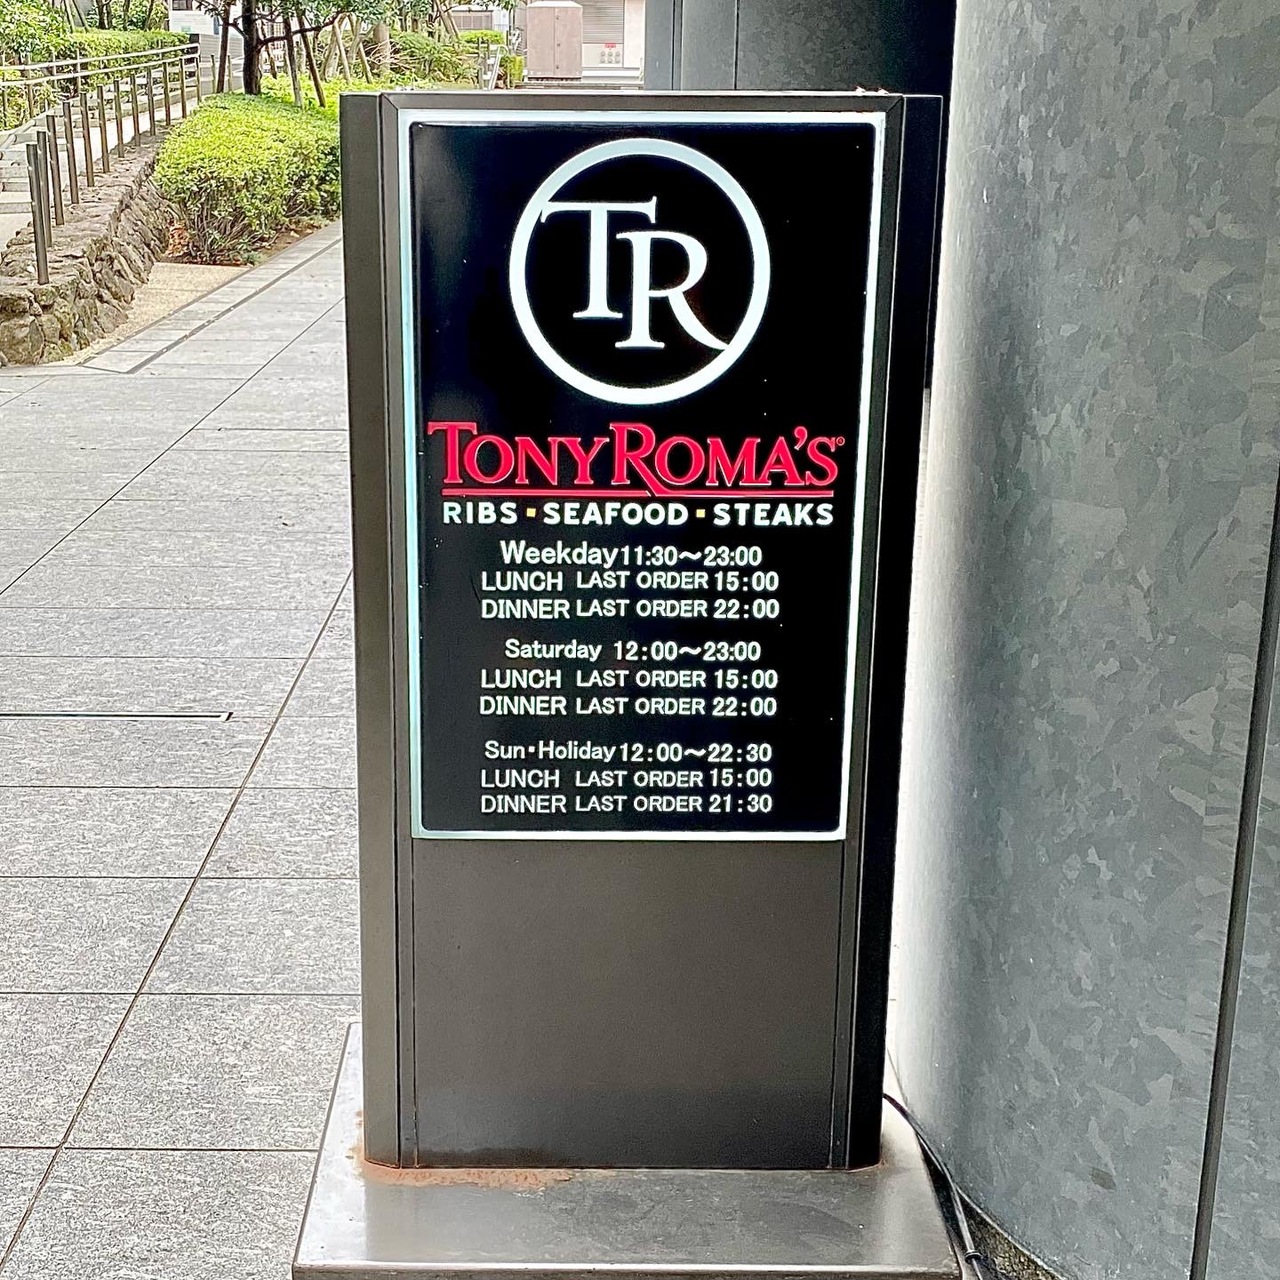 TR
TONY ROMA'S®
RIBS · SEAFOOD · STEAKS
Weekday 11:30～23:00
LUNCH LAST ORDER 15:00
DINNER LAST ORDER 22:00
Saturday 12:00～23:00
LUNCH LAST ORDER 15:00
DINNER LAST ORDER 22:00
Sun・Holiday 12:00～22:30
LUNCH LAST ORDER 15:00
DINNER LAST ORDER 21:30